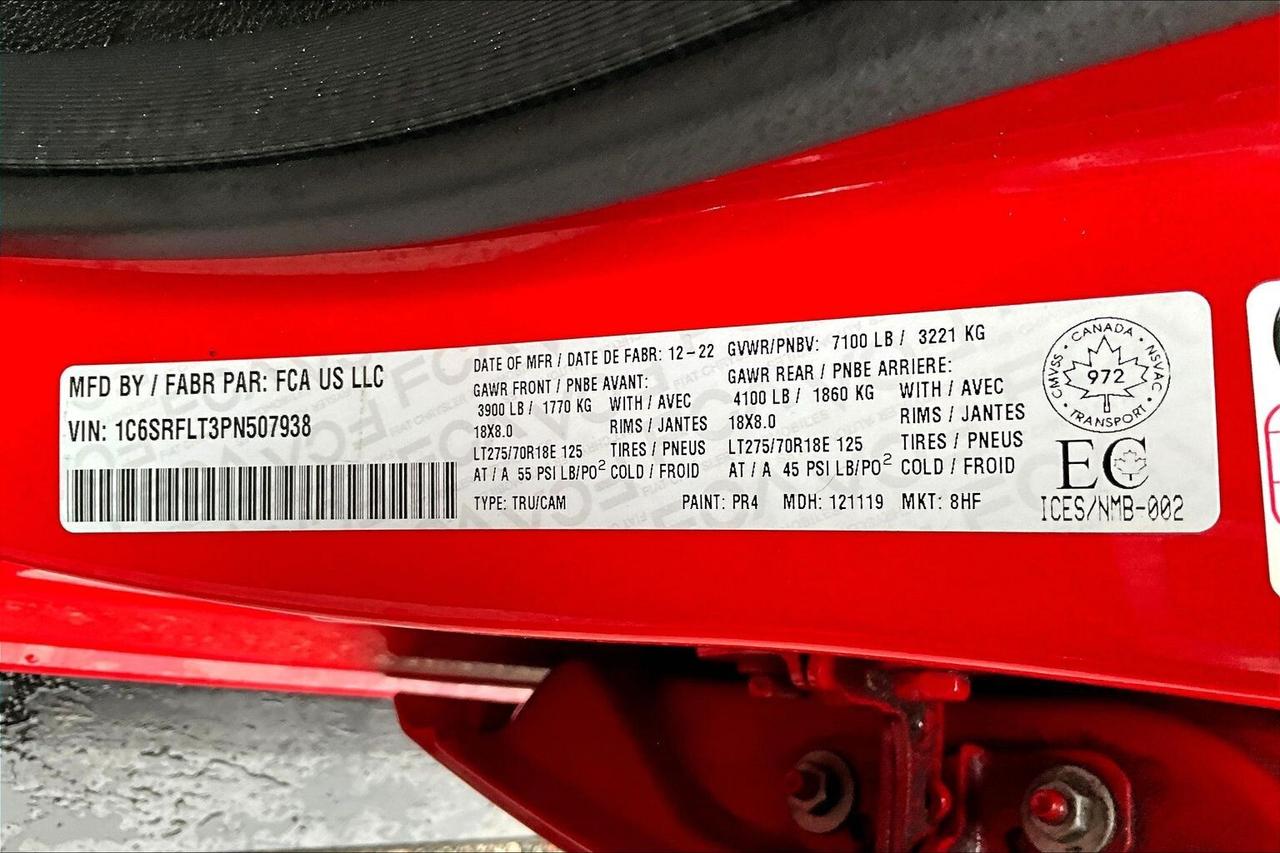 MFD BY / FABR PAR: FCA US LLC
VIN: 1C6SRFLT3PN507938
DATE OF MFR / DATE DE FABR: 12-22 GVWR/PNBV: 7100 LB / 3221 KG
GAWR FRONT / PNBE AVANT: GAWR REAR / PNBE ARRIERE:
3900 LB / 1770 KG WITH / AVEC 4100 LB / 1860 KG WITH / AVEC
18X8.0 RIMS / JANTES 18X8.0 RIMS / JANTES
LT275/70R18E 125 TIRES / PNEUS LT275/70R18E 125 TIRES / PNEUS
AT / A 55 PSI LB/PO² COLD / FROID AT / A 45 PSI LB/PO² COLD / FROID
TYPE: TRU/CAM PAINT: PR4 MDH: 121119 MKT: 8HF
CANADA
CMVSS • NSVAC
972
TRANSPORT
EC
ICES/NMB-002